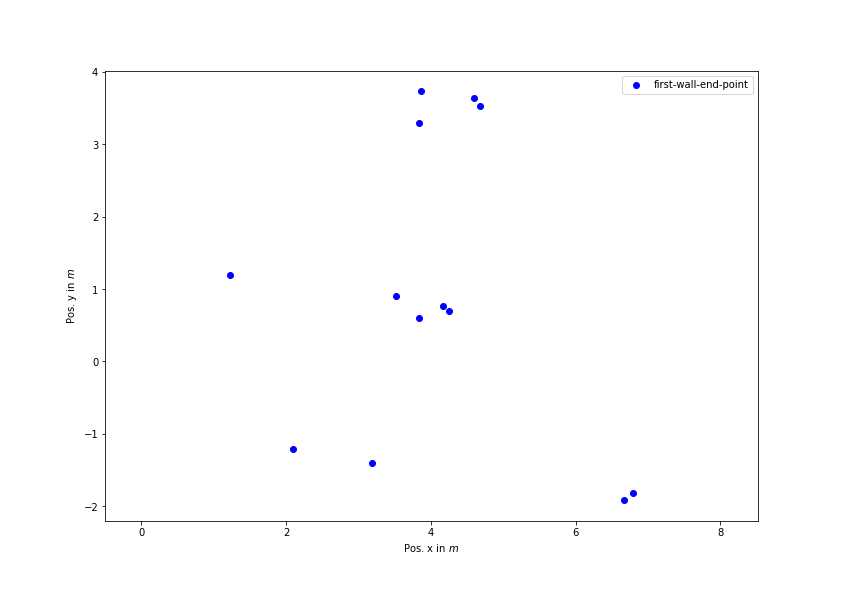 4
first-wall-end-point
3
2
1
0
−1
−2
Pos. y in m
0 2 4 6 8
Pos. x in m